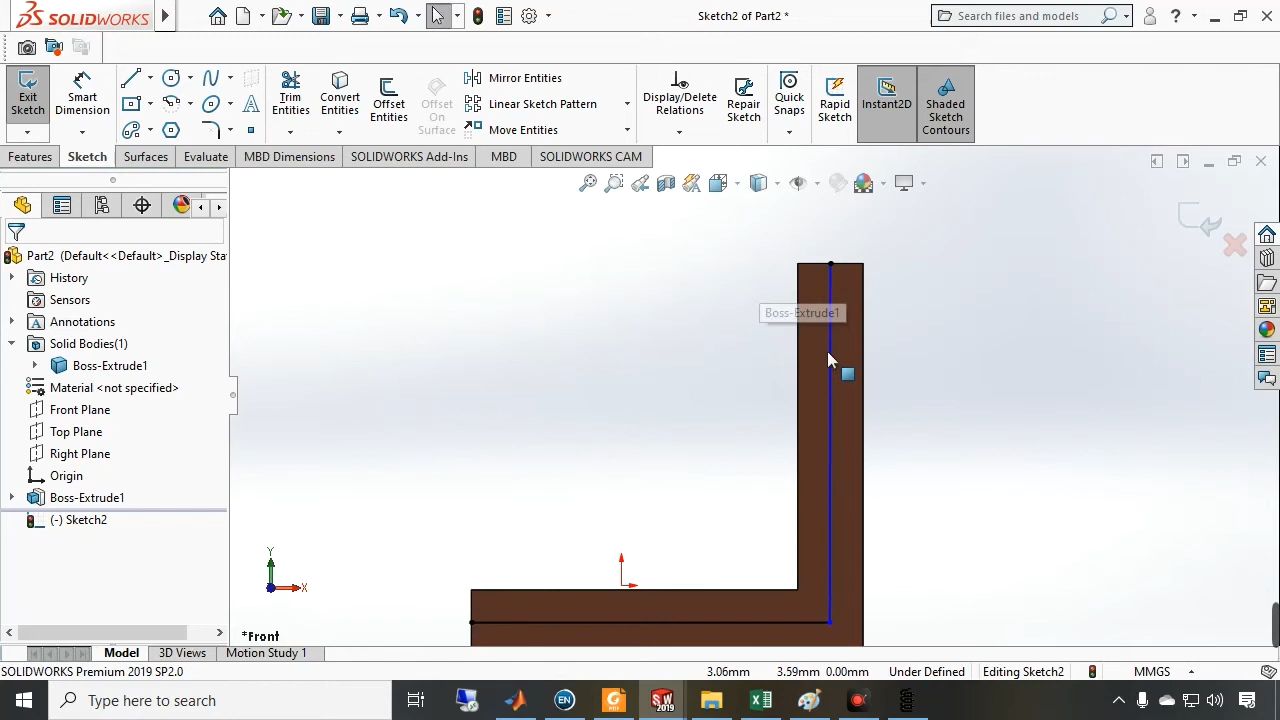 SOLIDWORKS
Sketch2 of Part2 *
Search files and models
Exit Sketch
Smart Dimension
Trim Entities
Convert Entities
Offset Entities
Offset On Surface
Mirror Entities
Linear Sketch Pattern
Move Entities
Display/Delete Relations
Repair Sketch
Quick Snaps
Rapid Sketch
Instant2D
Shaded Sketch Contours
Features
Sketch
Surfaces
Evaluate
MBD Dimensions
SOLIDWORKS Add-Ins
MBD
SOLIDWORKS CAM
Part2 (Default<<Default>_Display Sta
History
Sensors
Annotations
Solid Bodies(1)
Boss-Extrude1
Material <not specified>
Front Plane
Top Plane
Right Plane
Origin
Boss-Extrude1
(-) Sketch2
Boss-Extrude1
Y
X
*Front
Model
3D Views
Motion Study 1
SOLIDWORKS Premium 2019 SP2.0
3.06mm
3.59mm
0.00mm
Under Defined
Editing Sketch2
MMGS
Type here to search
EN
SW
2019